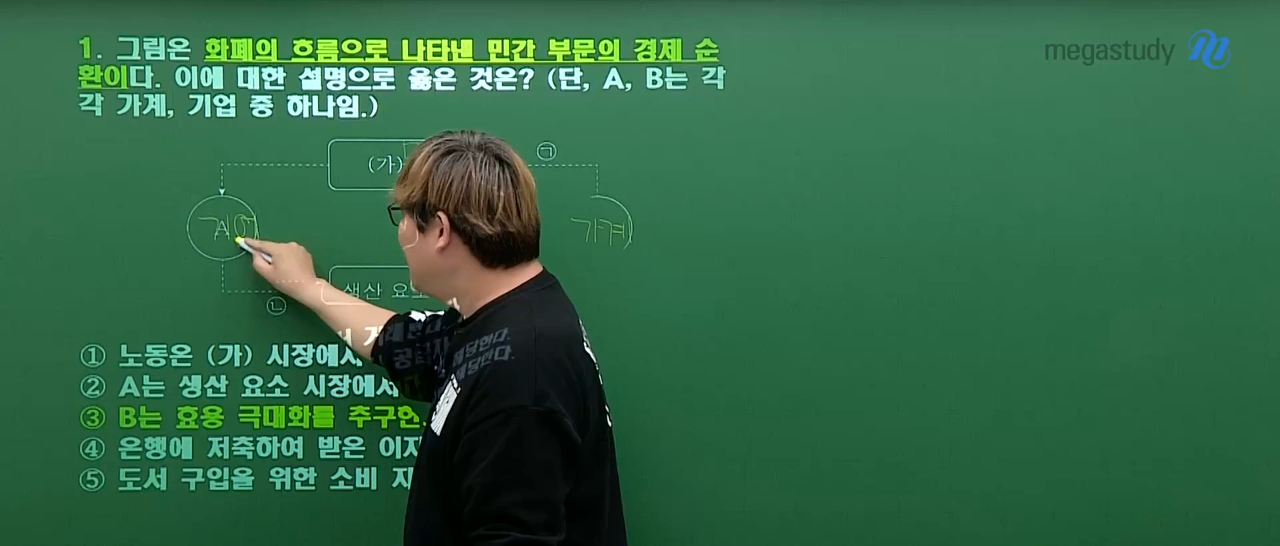 megastudy
1. 그림은 화폐의 흐름으로 나타낸 민간 부문의 경제 순
환이다. 이에 대한 설명으로 옳은 것은? (단, A, B는 각
각 가계, 기업 중 하나임.)
(가)
㉠
A
가계
생산 요소
㉡
① 노동은 (가) 시장에서
② A는 생산 요소 시장에서
③ B는 효용 극대화를 추구한
④ 은행에 저축하여 받은
⑤ 도서 구입을 위한 소비